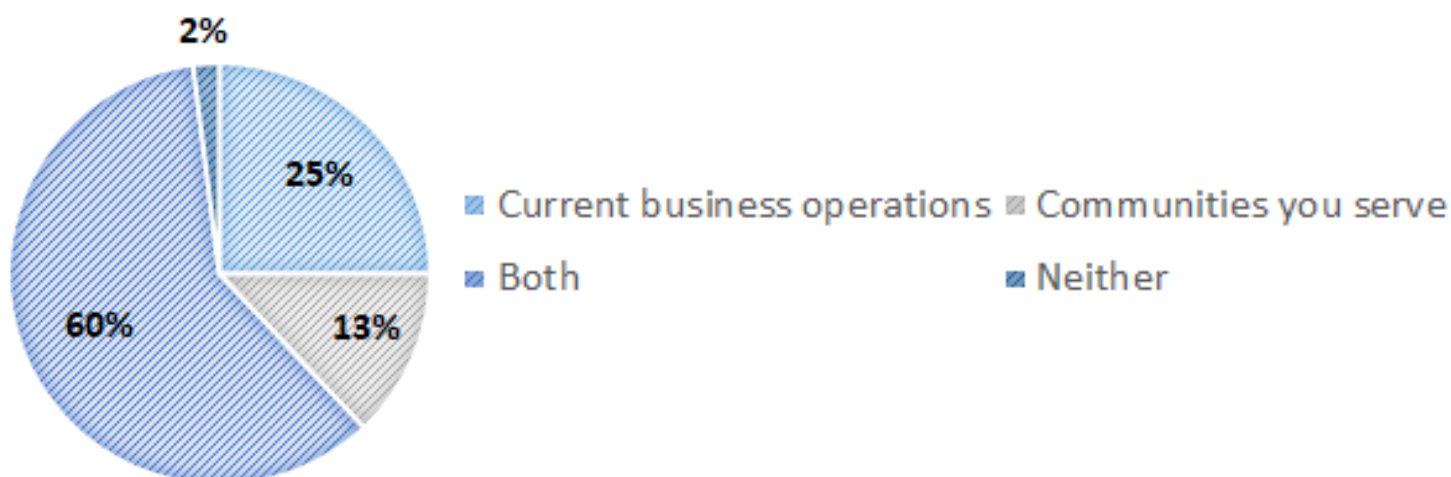 2%
25%
60%
13%
Current business operations
Communities you serve
Both
Neither